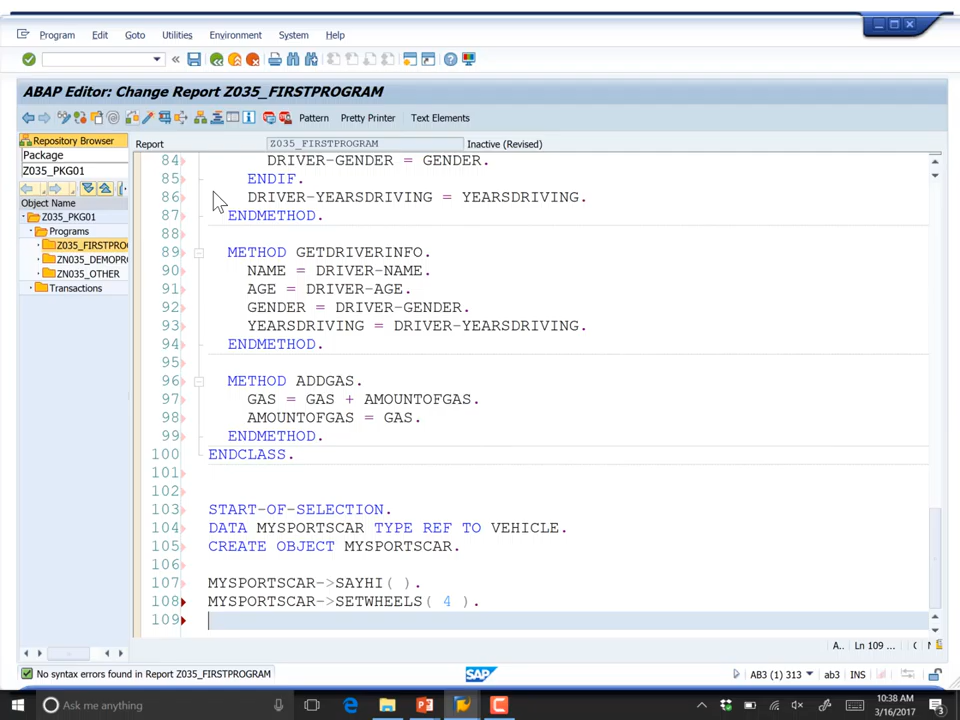 Program Edit Goto Utilities Environment System Help
ABAP Editor: Change Report Z035_FIRSTPROGRAM
Pattern Pretty Printer Text Elements
Repository Browser
Package
Z035_PKG01
Object Name
Z035_PKG01
Programs
Z035_FIRSTPRO
ZN035_DEMOPR
ZN035_OTHER
Transactions
Report Z035_FIRSTPROGRAM Inactive (Revised)
84 DRIVER-GENDER = GENDER.
85 ENDIF.
86 DRIVER-YEARSDRIVING = YEARSDRIVING.
87 ENDMETHOD.
88
89 METHOD GETDRIVERINFO.
90 NAME = DRIVER-NAME.
91 AGE = DRIVER-AGE.
92 GENDER = DRIVER-GENDER.
93 YEARSDRIVING = DRIVER-YEARSDRIVING.
94 ENDMETHOD.
95
96 METHOD ADDGAS.
97 GAS = GAS + AMOUNTOFGAS.
98 AMOUNTOFGAS = GAS.
99 ENDMETHOD.
100 ENDCLASS.
101
102
103 START-OF-SELECTION.
104 DATA MYSPORTSCAR TYPE REF TO VEHICLE.
105 CREATE OBJECT MYSPORTSCAR.
106
107 MYSPORTSCAR->SAYHI( ).
108 MYSPORTSCAR->SETWHEELS( 4 ).
109
A.. Ln 109 ...
No syntax errors found in Report Z035_FIRSTPROGRAM
SAP
AB3 (1) 313 ab3 INS
Ask me anything
10:38 AM
3/16/2017